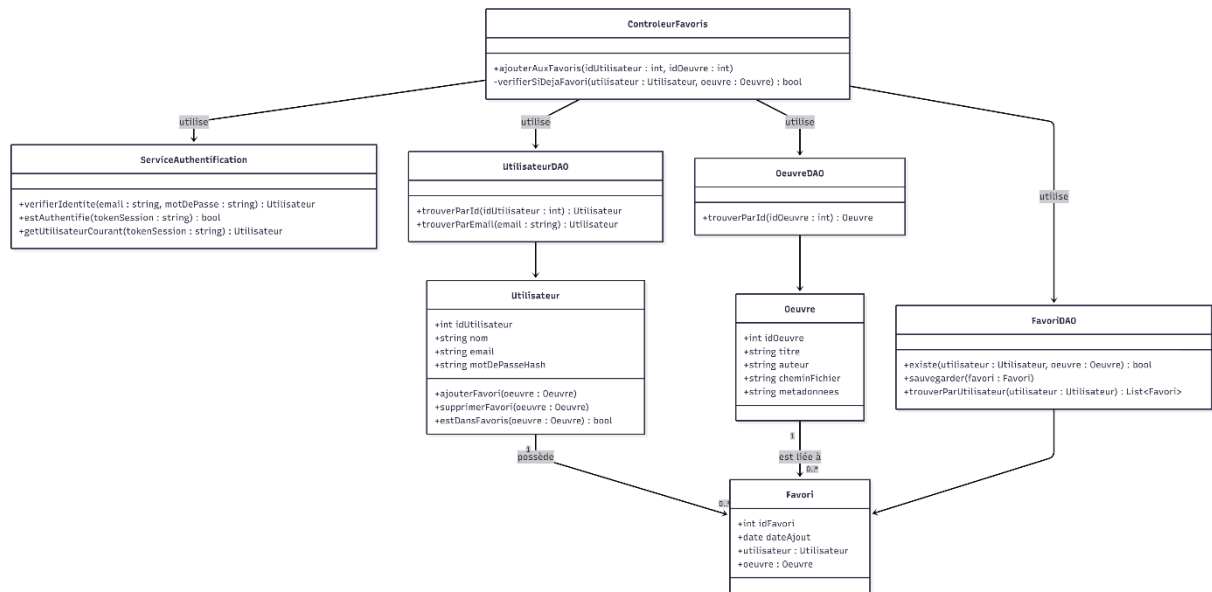 ControleurFavoris
+ajouterAuxFavoris(idUtilisateur : int, idOeuvre : int)
-verifierSiDejaFavori(utilisateur : Utilisateur, oeuvre : Oeuvre) : bool
utilise
utilise
utilise
utilise
ServiceAuthentification
+verifierIdentite(email : string, motDePasse : string) : Utilisateur
+estAuthentifie(tokenSession : string) : bool
+getUtilisateurCourant(tokenSession : string) : Utilisateur
UtilisateurDAO
+trouverParId(idUtilisateur : int) : Utilisateur
+trouverParEmail(email : string) : Utilisateur
OeuvreDAO
+trouverParId(idOeuvre : int) : Oeuvre
Utilisateur
+int idUtilisateur
+string nom
+string email
+string motDePasseHash
+ajouterFavori(oeuvre : Oeuvre)
+supprimerFavori(oeuvre : Oeuvre)
+estDansFavoris(oeuvre : Oeuvre) : bool
Oeuvre
+int idOeuvre
+string titre
+string auteur
+string cheminFichier
+string metadonnees
FavoriDAO
+existe(utilisateur : Utilisateur, oeuvre : Oeuvre) : bool
+sauvegarder(favori : Favori)
+trouverParUtilisateur(utilisateur : Utilisateur) : List<Favori>
1
possède
0..*
1
est liée à
0..*
Favori
+int idFavori
+date dateAjout
+utilisateur : Utilisateur
+oeuvre : Oeuvre